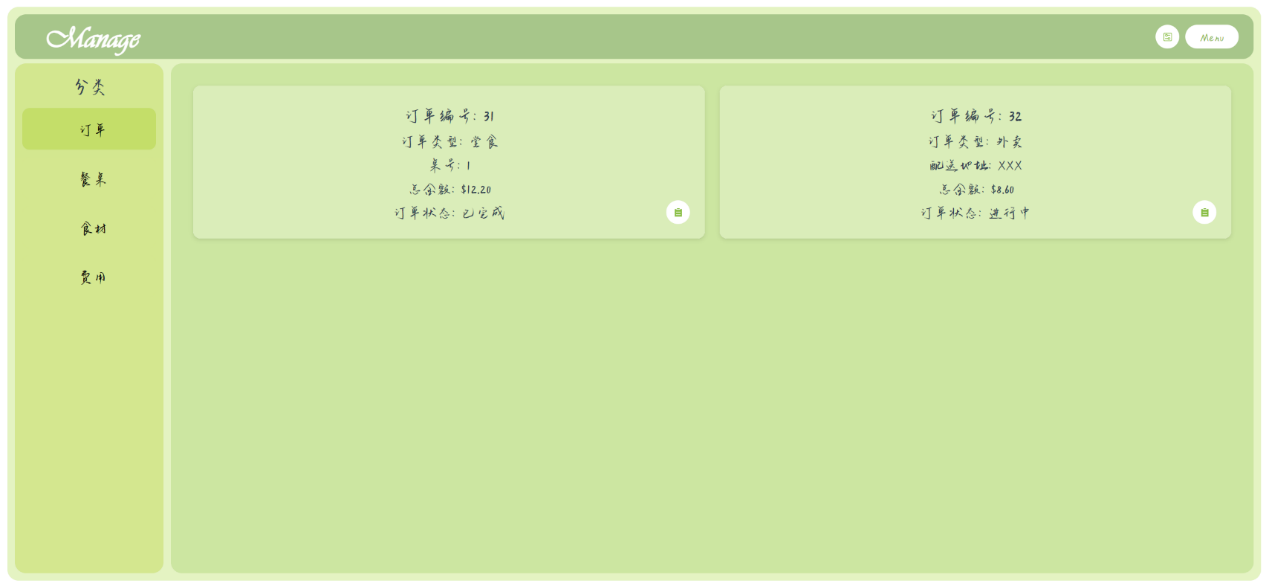 Manage
Menu
分类
订单
餐桌
食材
费用
订单编号: 31
订单类型: 堂食
桌号: 1
总金额: $12.20
订单状态: 已完成
订单编号: 32
订单类型: 外卖
配送地址: XXX
总金额: $8.60
订单状态: 进行中